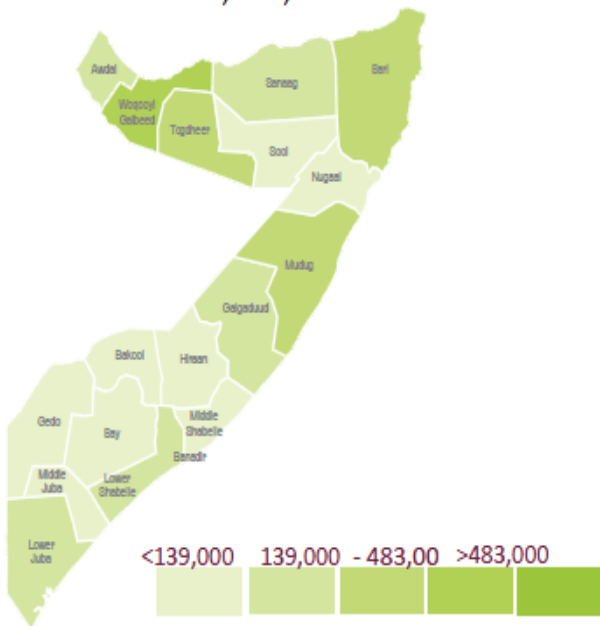 Awdal
Woqooyi
Galbeed
Togdheer
Sanaag
Bari
Sool
Nugaal
Mudug
Galgaduud
Bakool
Hiraan
Gedo
Bay
Middle
Shabelle
Banadir
Middle
Juba
Lower
Shabelle
Lower
Juba
<139,000 139,000 - 483,00 >483,000